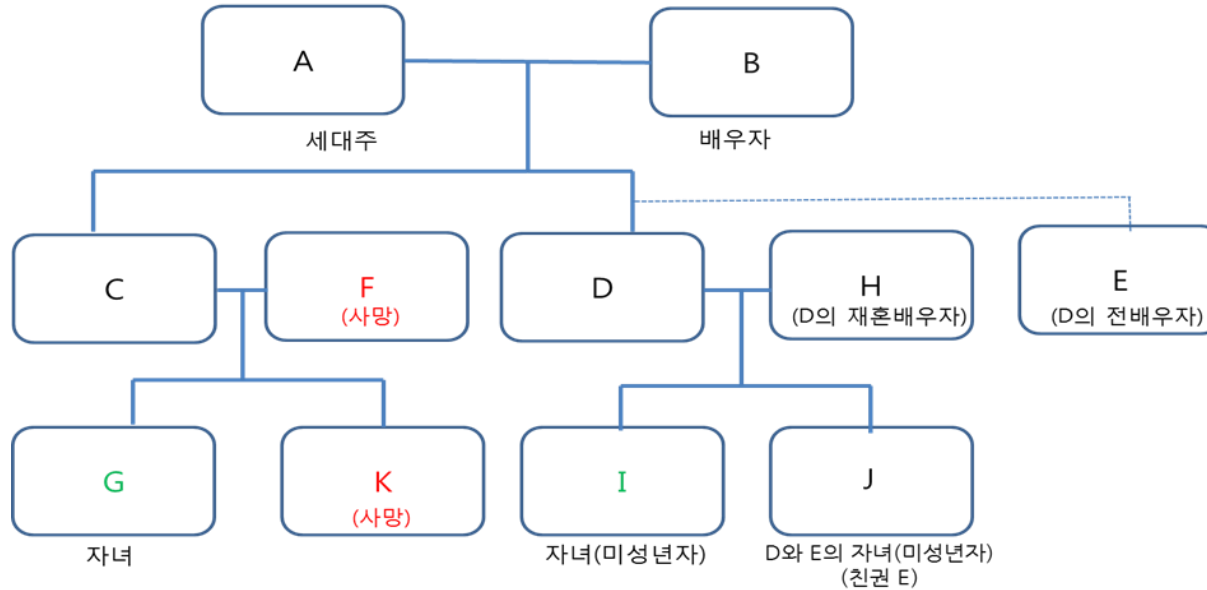 A
B
세대주
배우자
C
F
(사망)
D
H
(D의 재혼배우자)
E
(D의 전배우자)
G
K
(사망)
I
J
자녀
자녀(미성년자)
D와 E의 자녀(미성년자)
(친권 E)